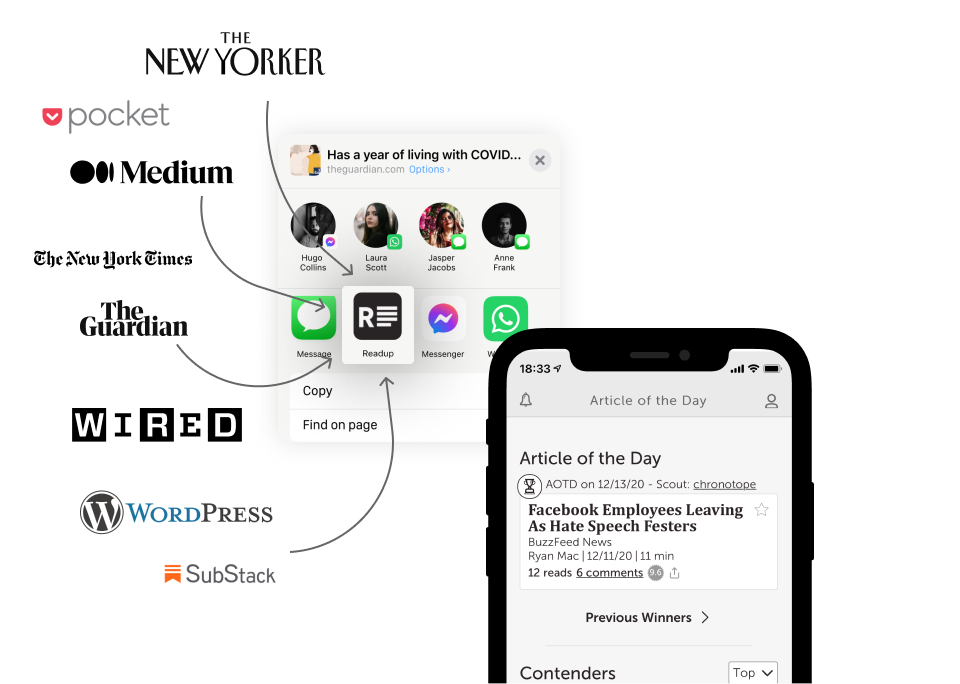 THE
NEW YORKER
pocket
Medium
The New York Times
The
Guardian
WIRED
WORDPRESS
SubStack
Has a year of living with COVID...
theguardian.com Options ›
Hugo
Collins
Laura
Scott
Jasper
Jacobs
Anne
Frank
R
Message
Readup
Messenger
W
Copy
Find on page
18:33
Article of the Day
Article of the Day
AOTD on 12/13/20 - Scout: chronotope
Facebook Employees Leaving
As Hate Speech Festers
BuzzFeed News
Ryan Mac | 12/11/20 | 11 min
12 reads 6 comments 9.6
Previous Winners
Contenders
Top